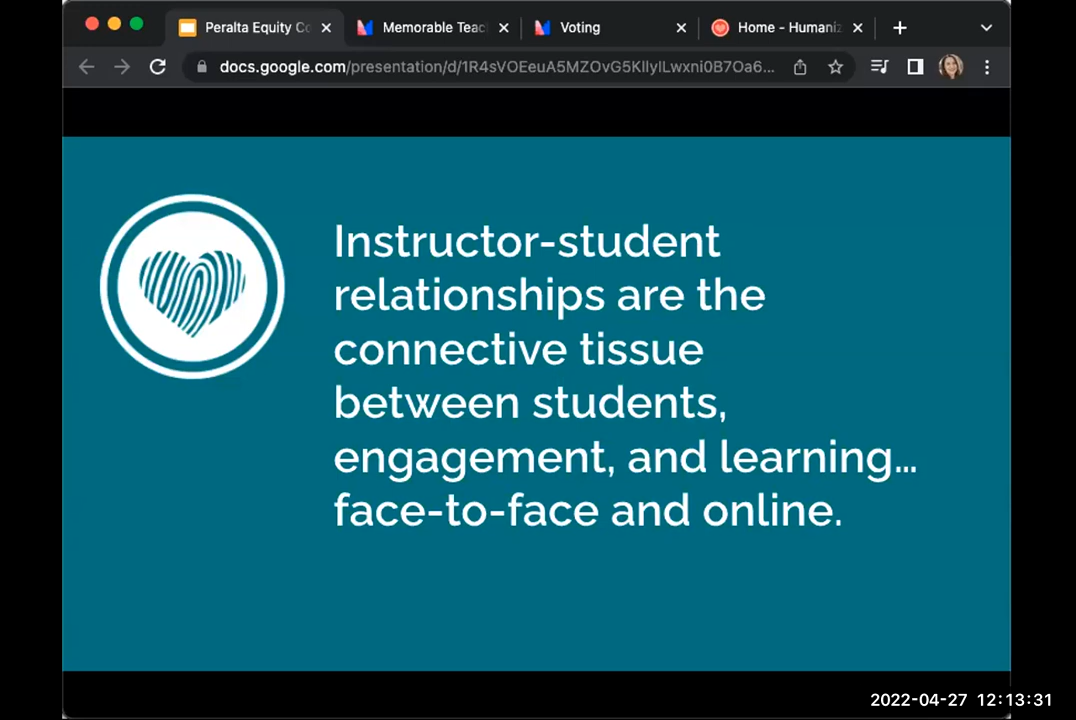 Peralta Equity Co
Memorable Teac
Voting
Home - Humaniz
docs.google.com/presentation/d/1R4sVOEeuA5MZOvG5KIlylLwxni0B7Oa6...
Instructor-student
relationships are the
connective tissue
between students,
engagement, and learning...
face-to-face and online.
2022-04-27 12:13:31